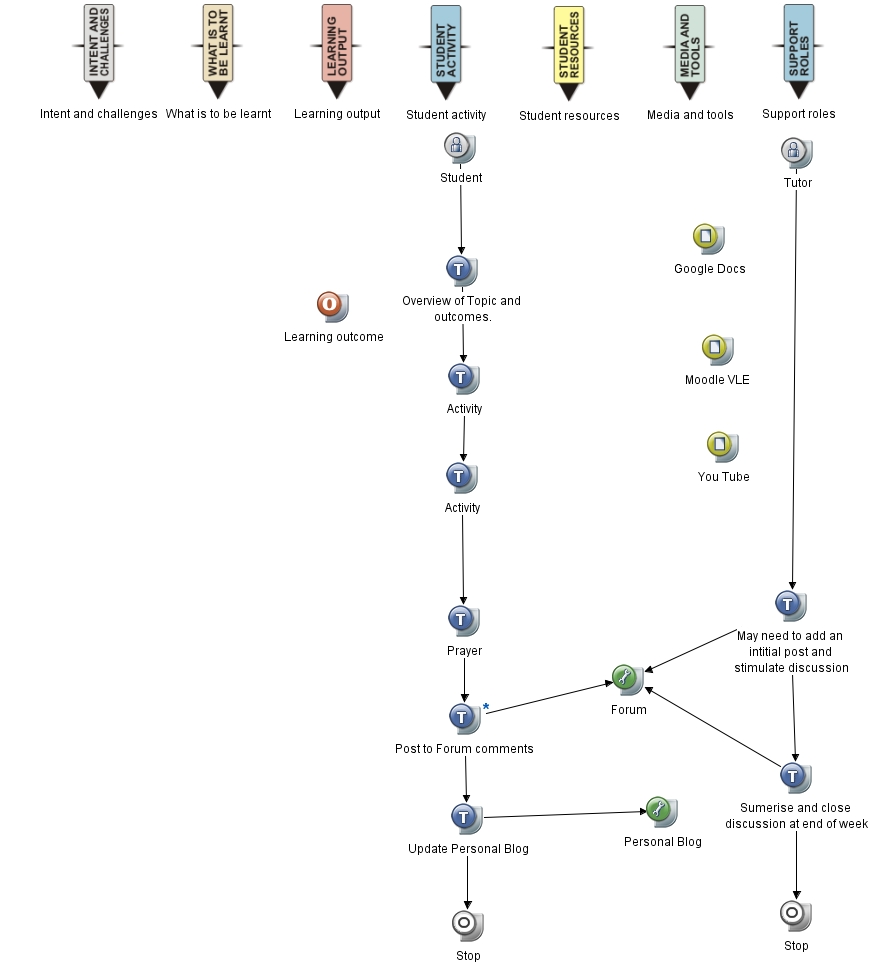 INTENT AND
CHALLENGES
WHAT IS TO
BE LEARNT
LEARNING
OUTPUT
STUDENT
ACTIVITY
STUDENT
RESOURCES
MEDIA AND
TOOLS
SUPPORT
ROLES
Intent and challenges
What is to be learnt
Learning output
Student activity
Student resources
Media and tools
Support roles
Student
Tutor
Google Docs
T
Overview of Topic and
outcomes.
O
Learning outcome
T
Activity
Moodle VLE
T
Activity
You Tube
T
Prayer
T
May need to add an
intitial post and
stimulate discussion
Forum
T *
Post to Forum comments
T
Sumerise and close
discussion at end of week
T
Update Personal Blog
Personal Blog
Stop
Stop